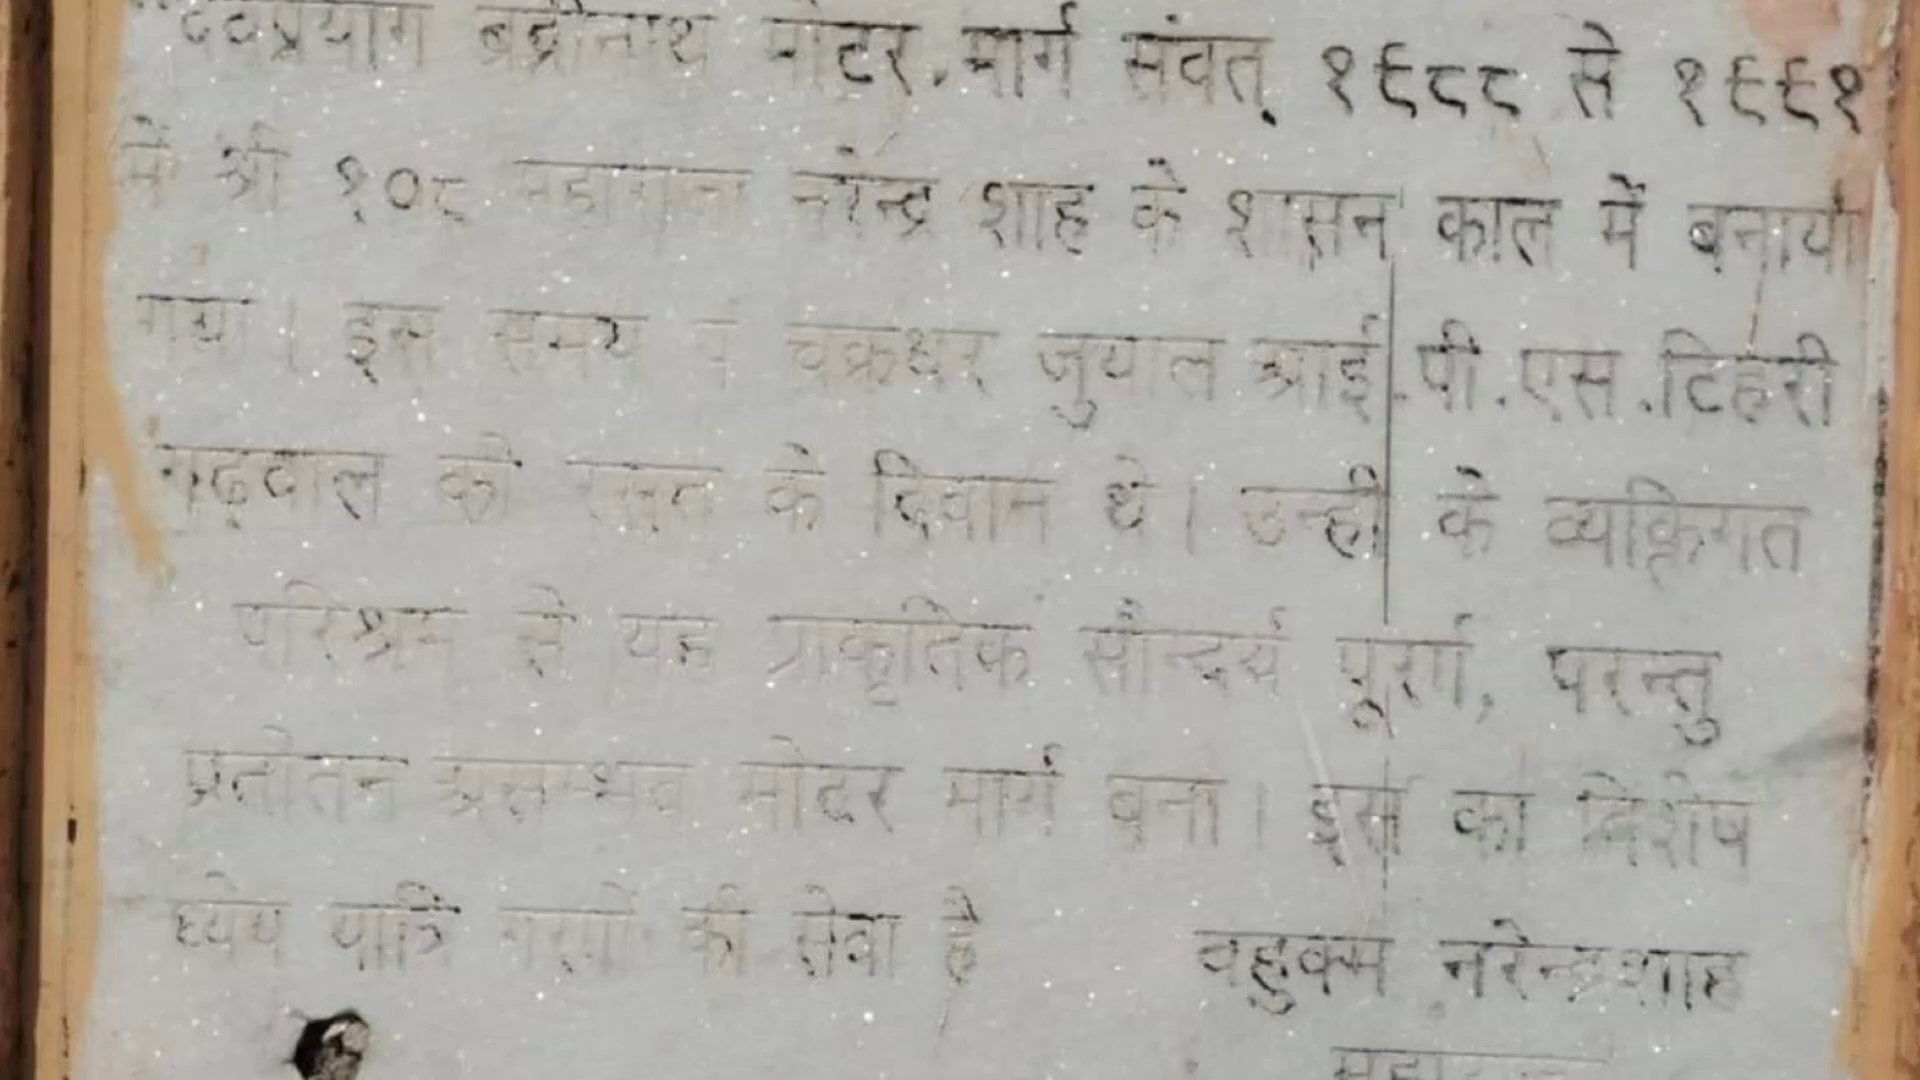 देवप्रयाग बद्रीनाथ मोटर मार्ग संवत् १९८८ से १९९१
में श्री १०८ महाराजा नरेन्द्र शाह के शासन काल में बनाया
गया। इस समय पं चक्रधर जुयाल आई.पी.एस.टिहरी
गढ़वाल की रियासत के दिवान थे। उन्ही के व्यक्तिगत
परिश्रम से यह प्राकृतिक सौन्दर्य पूर्ण, परन्तु
असम्भव मोटर मार्ग बना। इस का विशेष
ध्येय यात्रि गणों की सेवा है
वहुक्म नरेन्द्रशाह